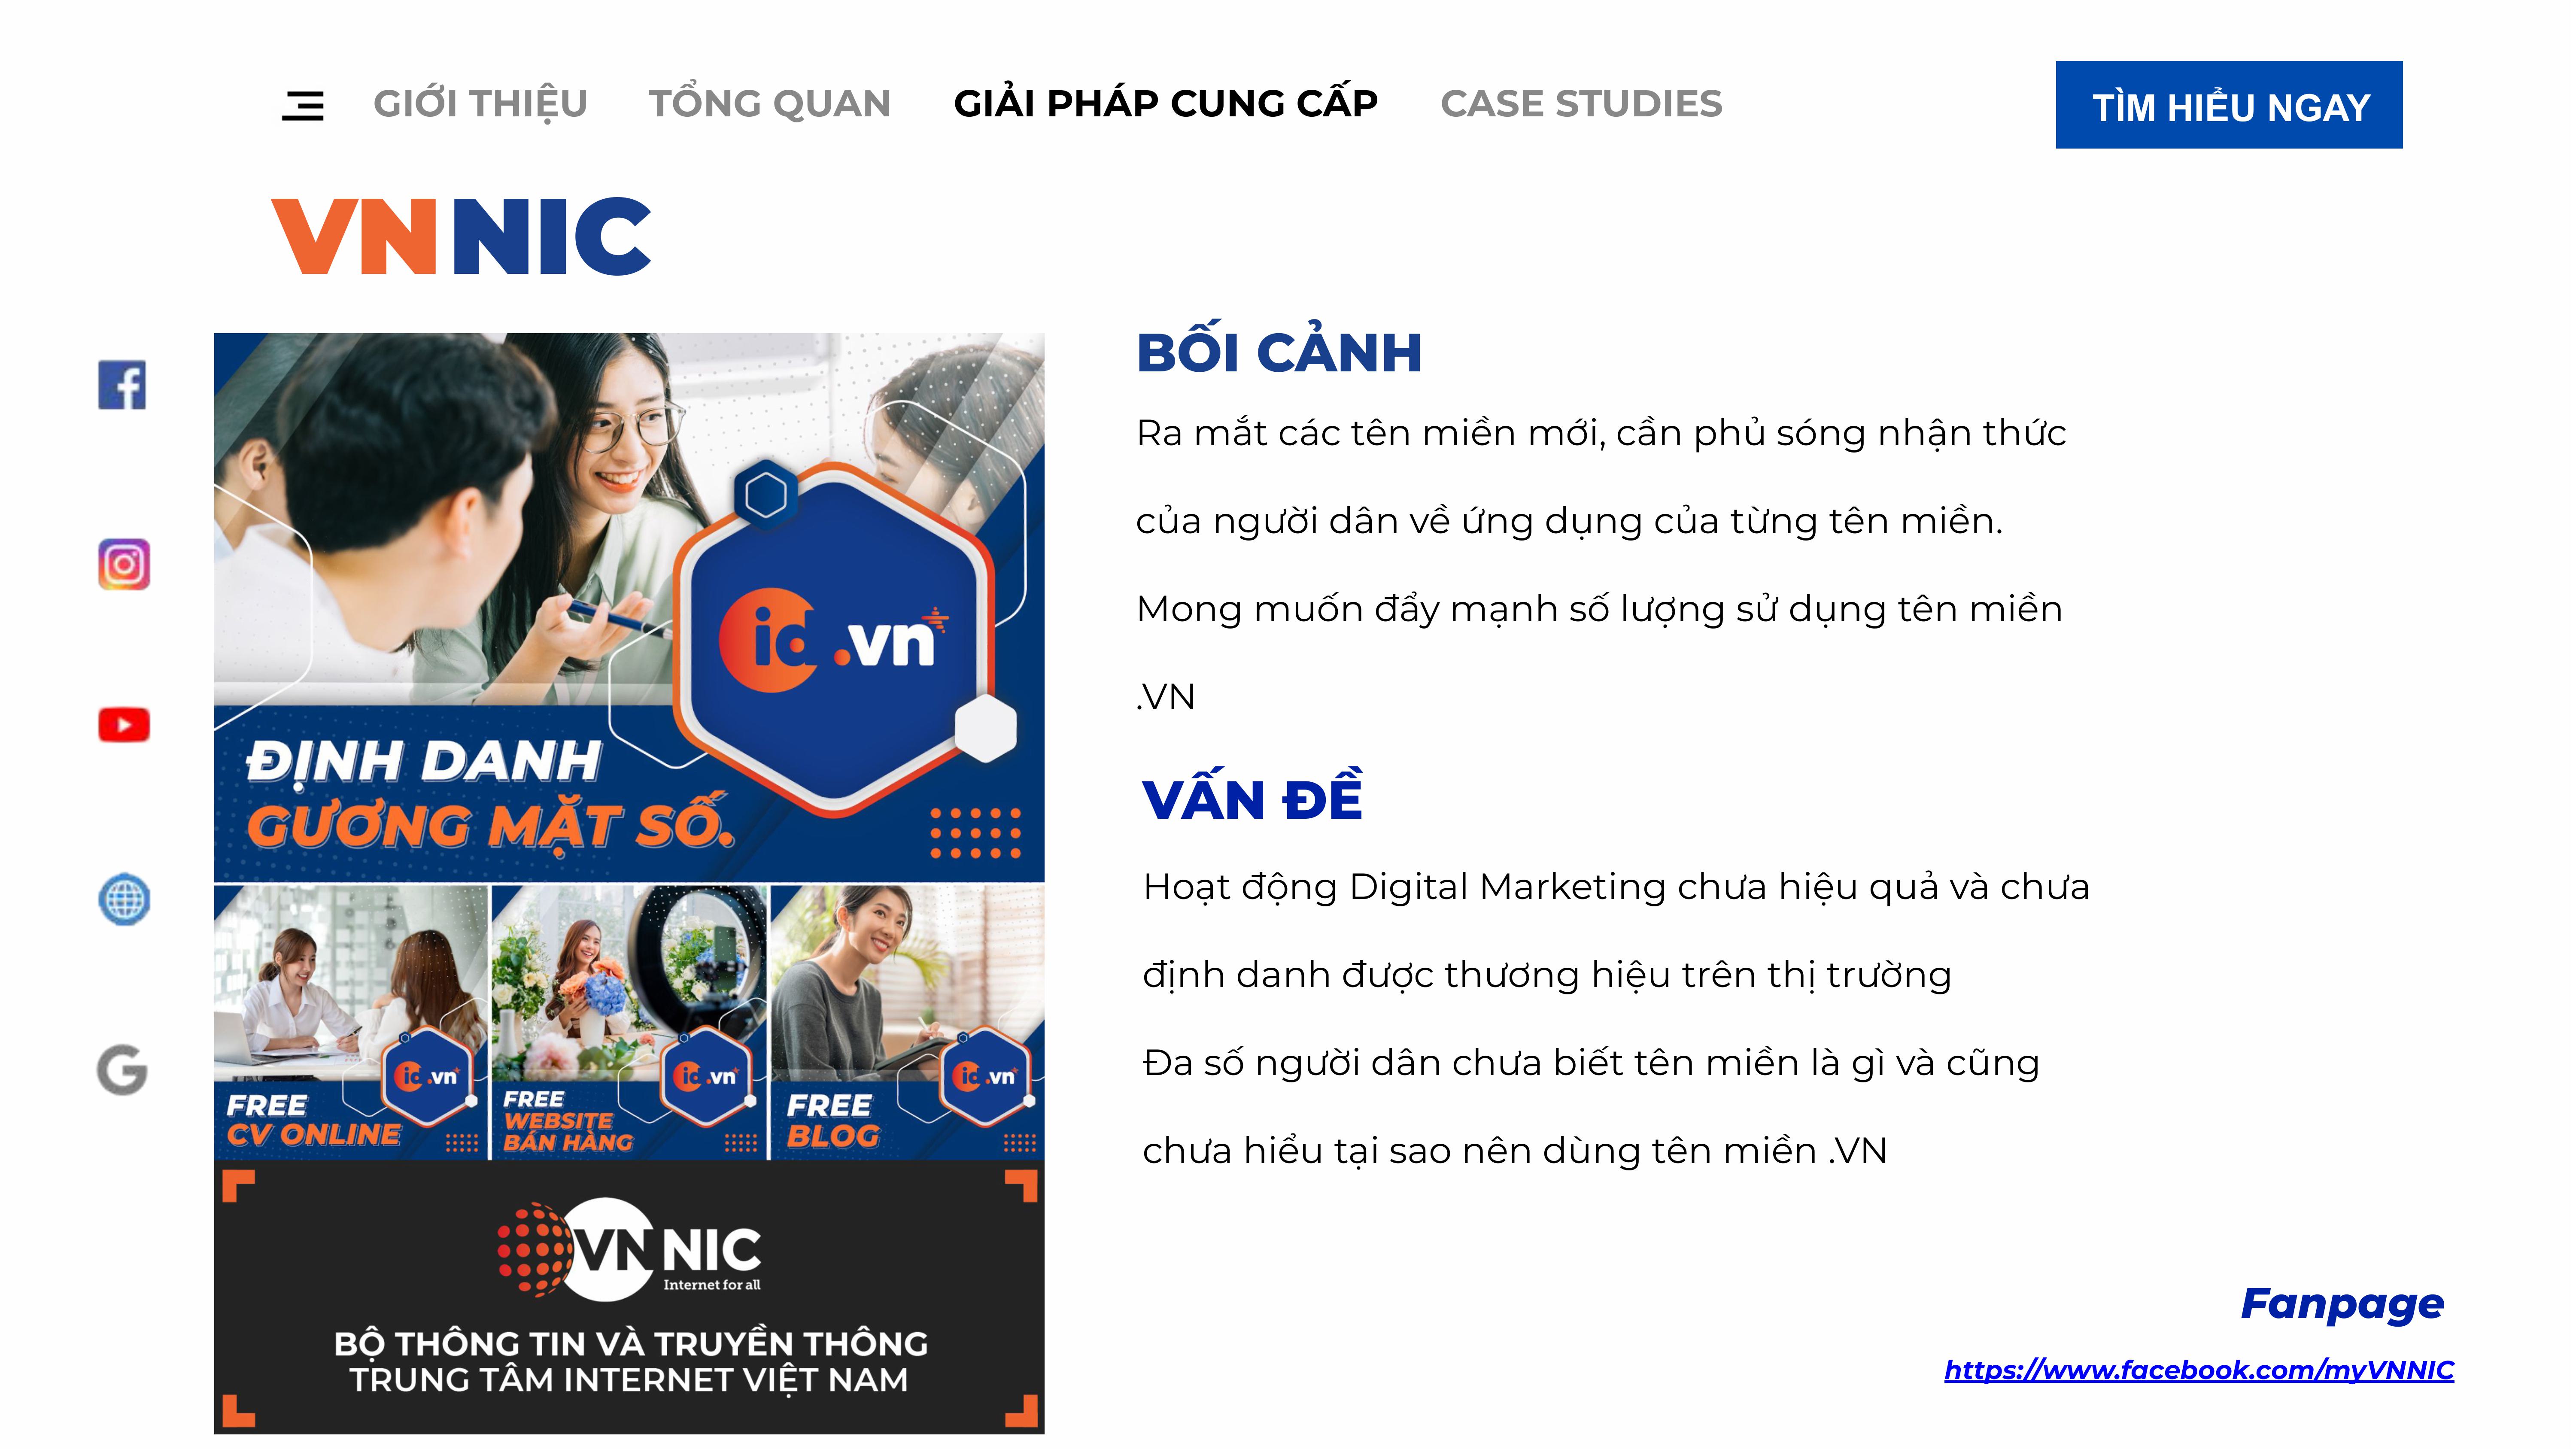 GIỚI THIỆU TỔNG QUAN GIẢI PHÁP CUNG CẤP CASE STUDIES
TÌM HIỂU NGAY
VNNIC
id.vn
ĐỊNH DANH
GƯƠNG MẶT SỐ.
id.vn
FREE
CV ONLINE
id.vn
FREE
WEBSITE
BÁN HÀNG
id.vn
FREE
BLOG
VNNIC
Internet for all
BỘ THÔNG TIN VÀ TRUYỀN THÔNG
TRUNG TÂM INTERNET VIỆT NAM
BỐI CẢNH
Ra mắt các tên miền mới, cần phủ sóng nhận thức
của người dân về ứng dụng của từng tên miền.
Mong muốn đẩy mạnh số lượng sử dụng tên miền
.VN
VẤN ĐỀ
Hoạt động Digital Marketing chưa hiệu quả và chưa
định danh được thương hiệu trên thị trường
Đa số người dân chưa biết tên miền là gì và cũng
chưa hiểu tại sao nên dùng tên miền .VN
Fanpage
https://www.facebook.com/myVNNIC